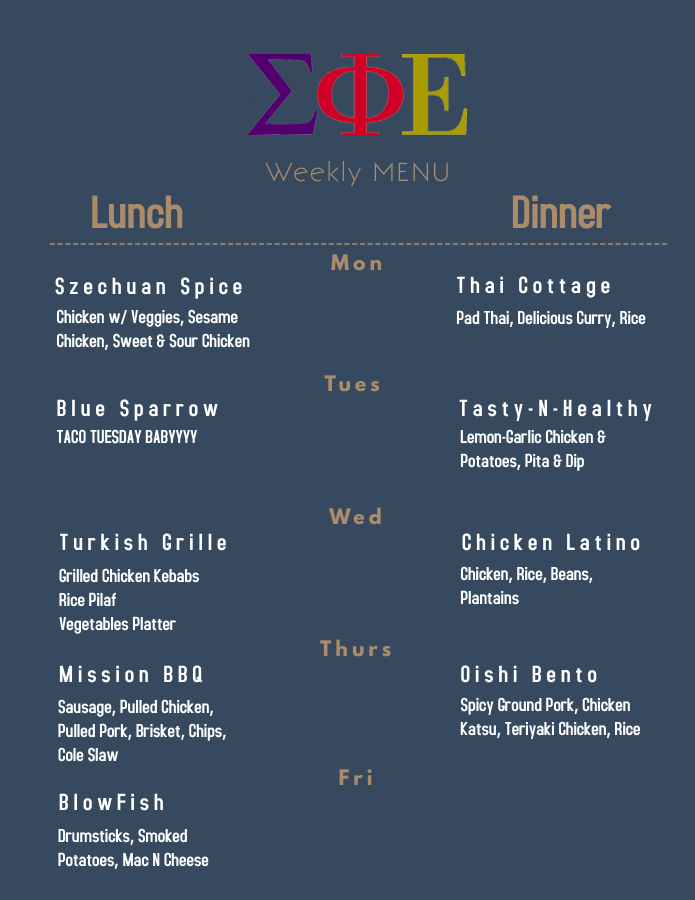 ΣΦΕ
Weekly MENU
Lunch
Dinner
Mon
Szechuan Spice
Chicken w/ Veggies, Sesame
Chicken, Sweet & Sour Chicken
Thai Cottage
Pad Thai, Delicious Curry, Rice
Tues
Blue Sparrow
TACO TUESDAY BABYYYY
Tasty-N-Healthy
Lemon-Garlic Chicken &
Potatoes, Pita & Dip
Wed
Turkish Grille
Grilled Chicken Kebabs
Rice Pilaf
Vegetables Platter
Chicken Latino
Chicken, Rice, Beans,
Plantains
Thurs
Mission BBQ
Sausage, Pulled Chicken,
Pulled Pork, Brisket, Chips,
Cole Slaw
Oishi Bento
Spicy Ground Pork, Chicken
Katsu, Teriyaki Chicken, Rice
Fri
BlowFish
Drumsticks, Smoked
Potatoes, Mac N Cheese